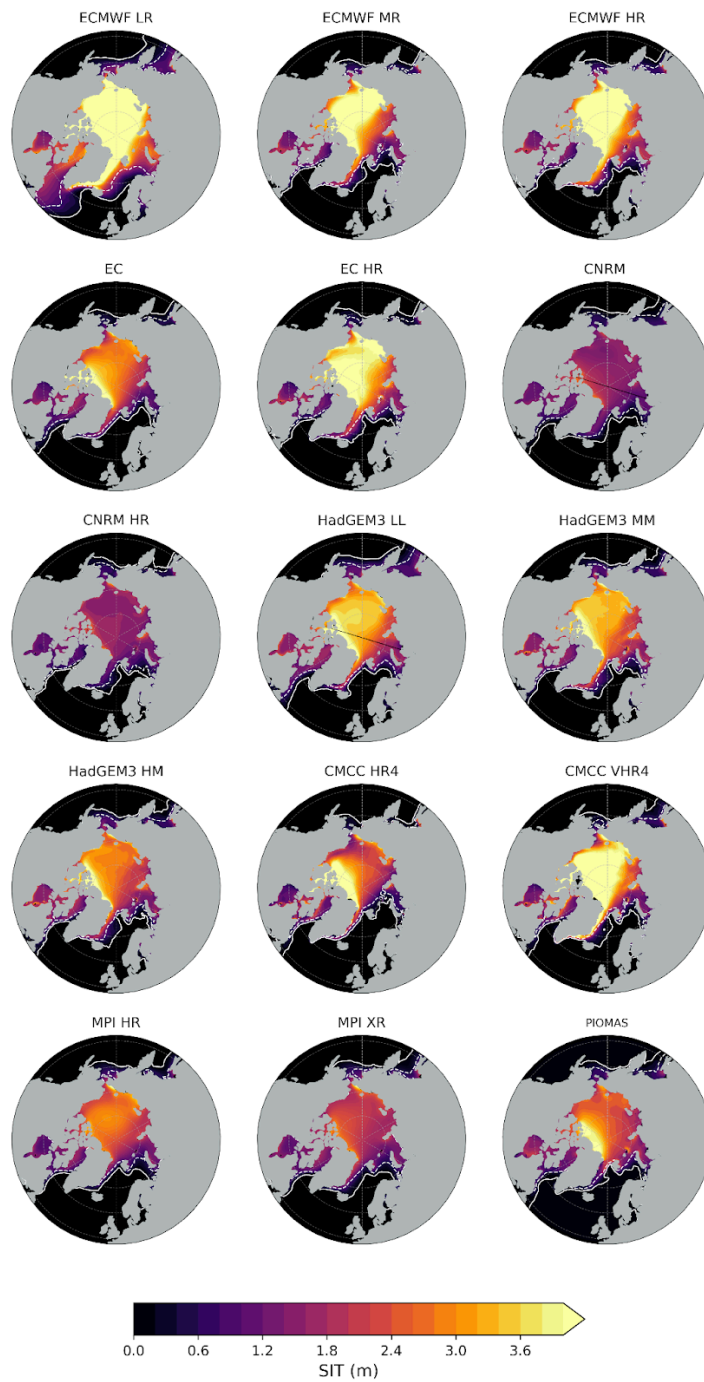 ECMWF LR ECMWF MR ECMWF HR
EC EC HR CNRM
CNRM HR HadGEM3 LL HadGEM3 MM
HadGEM3 HM CMCC HR4 CMCC VHR4
MPI HR MPI XR PIOMAS
0.0 0.6 1.2 1.8 2.4 3.0 3.6
SIT (m)